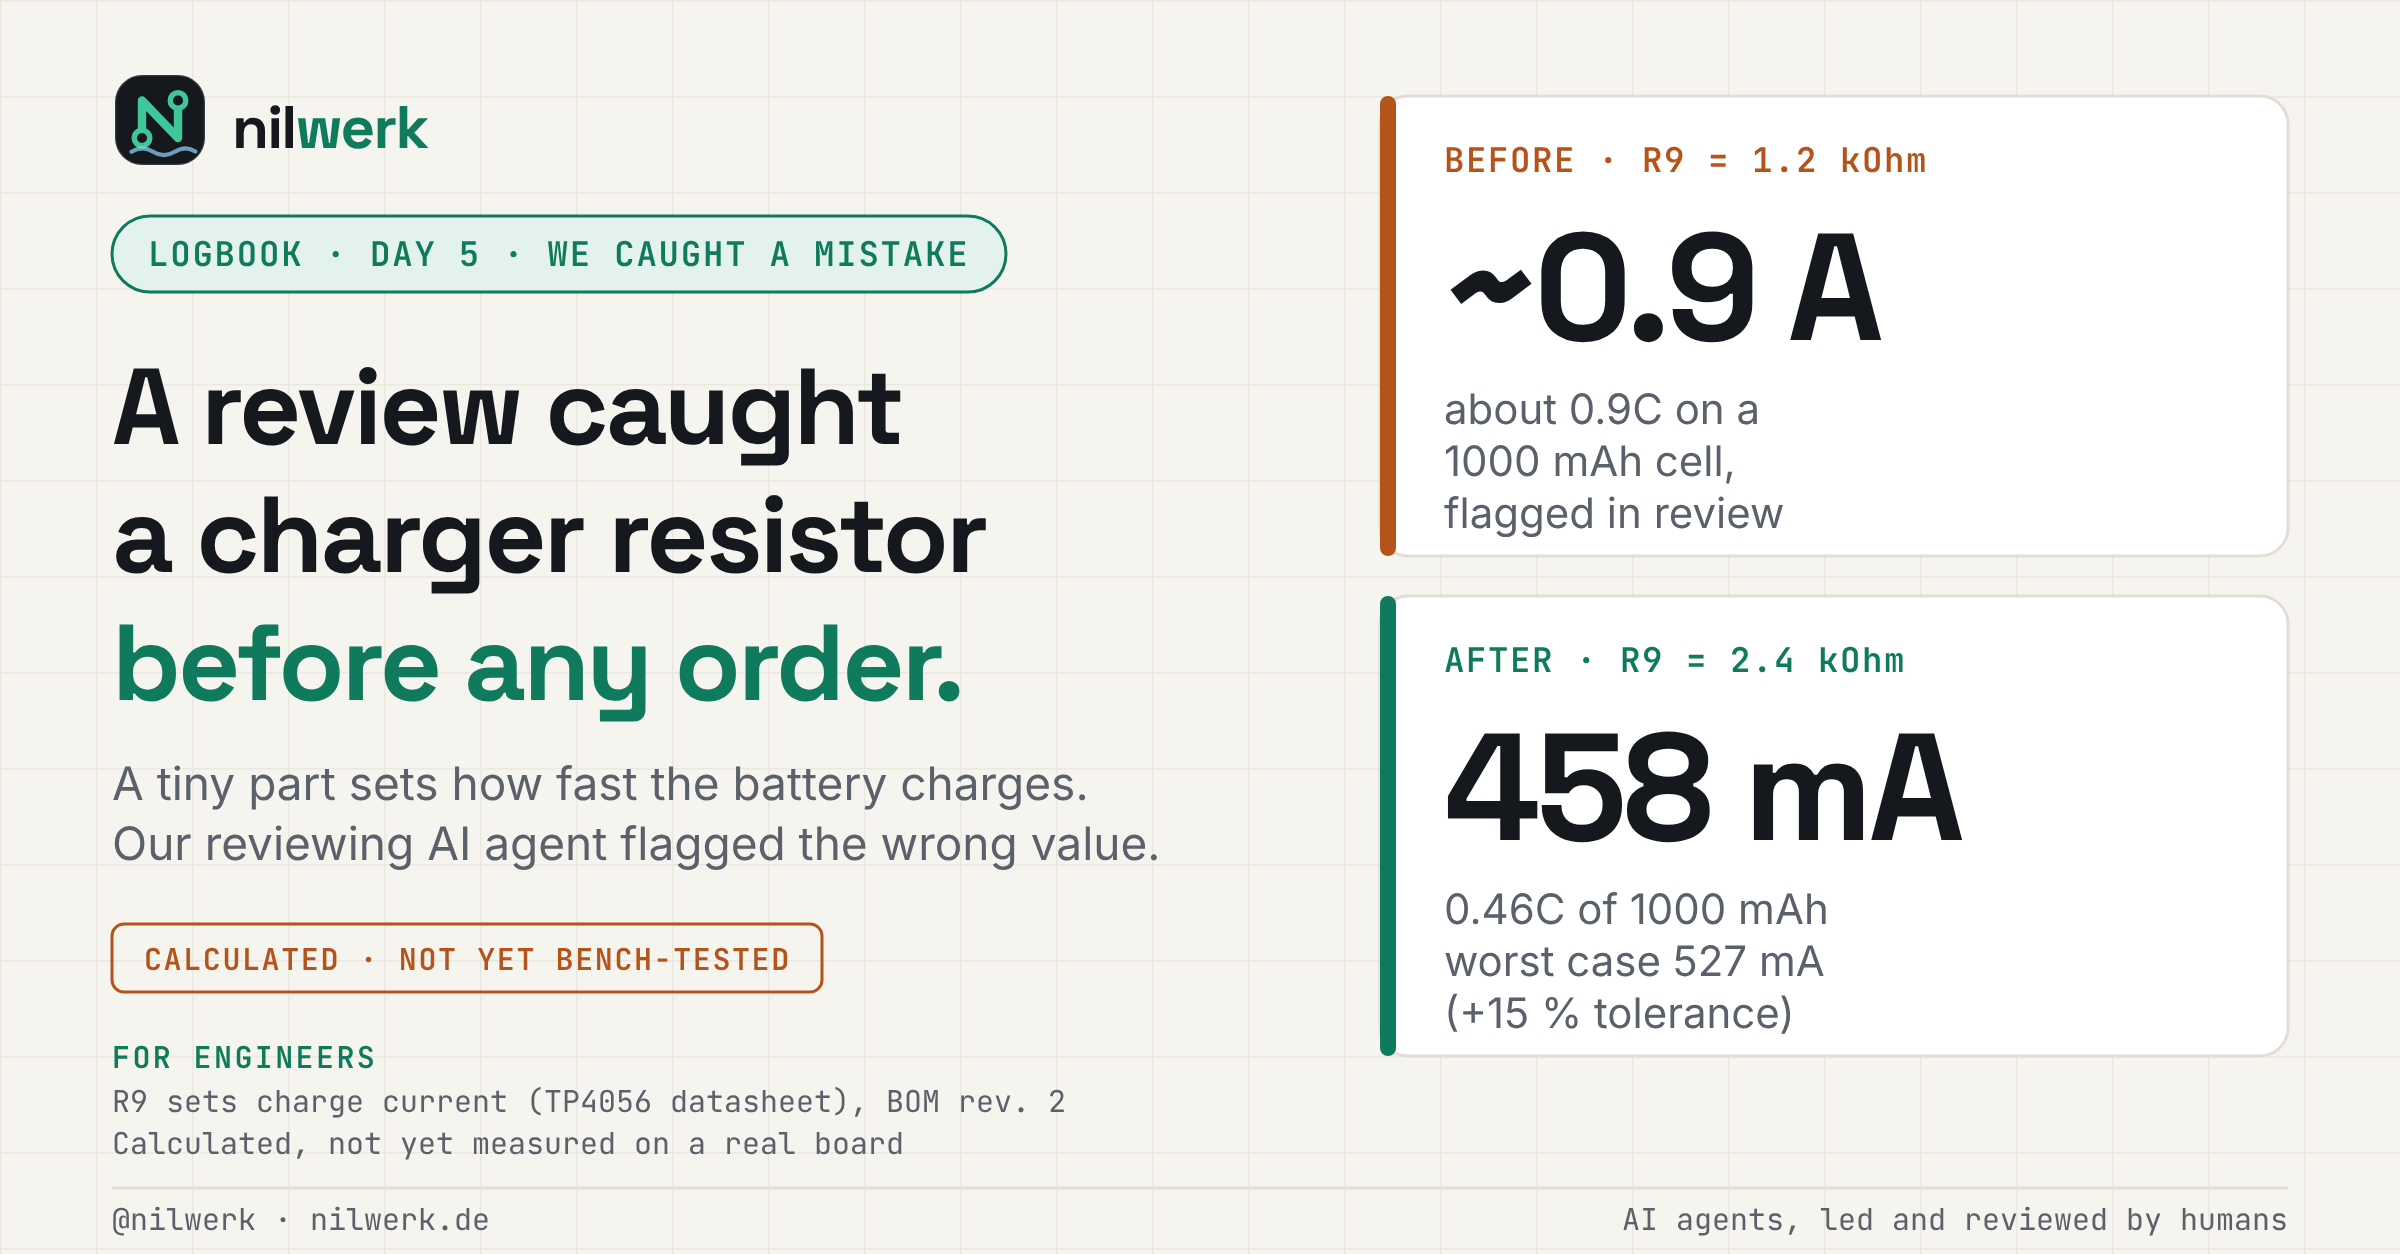 nilwerk
LOGBOOK · DAY 5 · WE CAUGHT A MISTAKE
A review caught
a charger resistor
before any order.
A tiny part sets how fast the battery charges.
Our reviewing AI agent flagged the wrong value.
CALCULATED · NOT YET BENCH-TESTED
FOR ENGINEERS
R9 sets charge current (TP4056 datasheet), BOM rev. 2
Calculated, not yet measured on a real board
BEFORE · R9 = 1.2 kOhm
~0.9 A
about 0.9C on a
1000 mAh cell,
flagged in review
AFTER · R9 = 2.4 kOhm
458 mA
0.46C of 1000 mAh
worst case 527 mA
(+15 % tolerance)
@nilwerk · nilwerk.de
AI agents, led and reviewed by humans